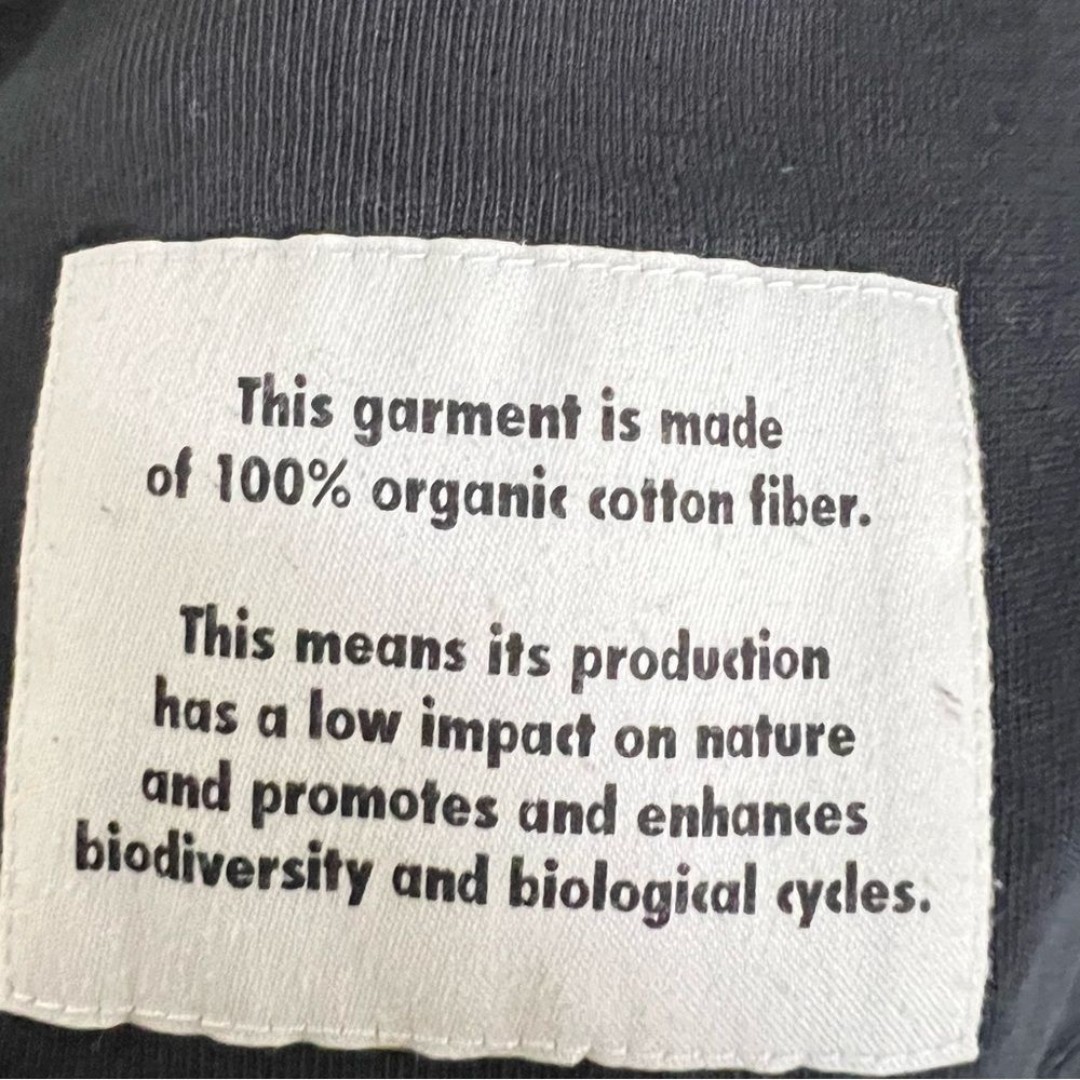 This garment is made
of 100% organic cotton fiber.
This means its production
has a low impact on nature
and promotes and enhances
biodiversity and biological cycles.